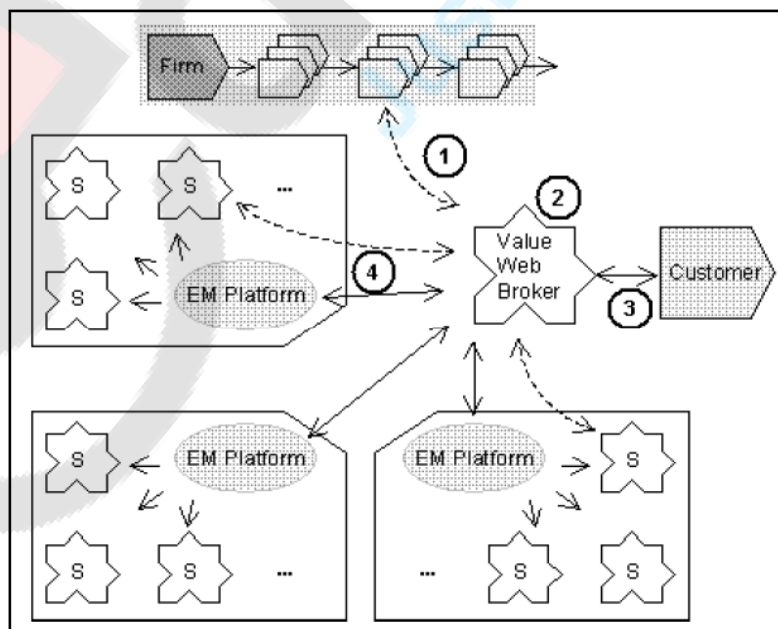 Firm
1
S
S
...
2
Value
Web
Broker
S
EM Platform
4
Customer
3
S
EM Platform
EM Platform
S
S
S
...
...
S
S